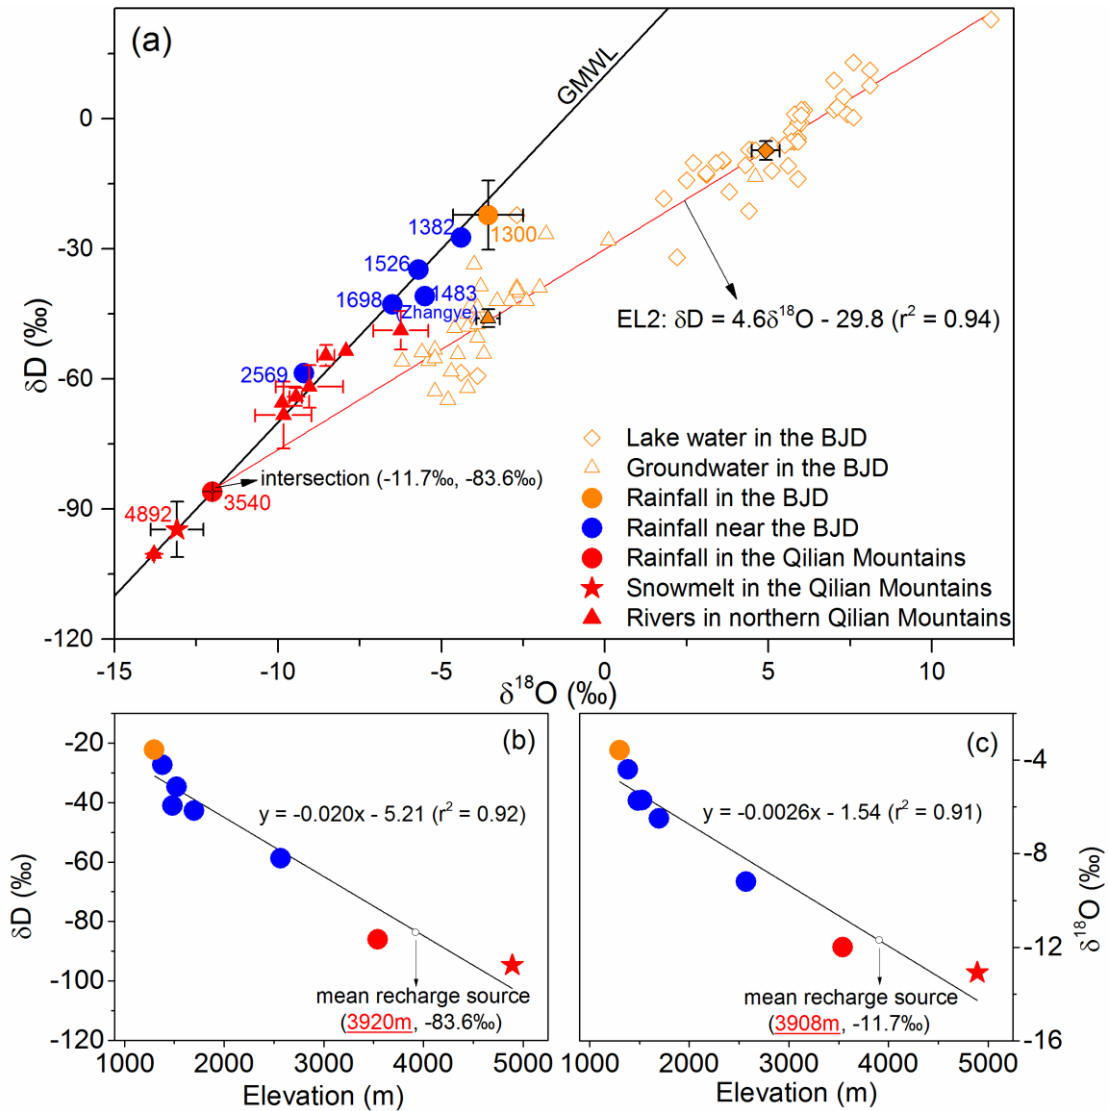 (a)
GMWL
0
-30
-60
-90
-120
δD (‰)
1382
1300
1526
1698
1483
(Zhangye)
2569
EL2: δD = 4.6δ¹⁸O - 29.8 (r² = 0.94)
intersection (-11.7‰, -83.6‰)
3540
4892
Lake water in the BJD
Groundwater in the BJD
Rainfall in the BJD
Rainfall near the BJD
Rainfall in the Qilian Mountains
Snowmelt in the Qilian Mountains
Rivers in northern Qilian Mountains
-15 -10 -5 0 5 10
δ¹⁸O (‰)
(b)
-20
-40
-60
-80
-100
-120
δD (‰)
y = -0.020x - 5.21 (r² = 0.92)
mean recharge source
(3920m, -83.6‰)
1000 2000 3000 4000 5000
Elevation (m)
(c)
-4
-8
-12
-16
δ¹⁸O (‰)
y = -0.0026x - 1.54 (r² = 0.91)
mean recharge source
(3908m, -11.7‰)
1000 2000 3000 4000 5000
Elevation (m)